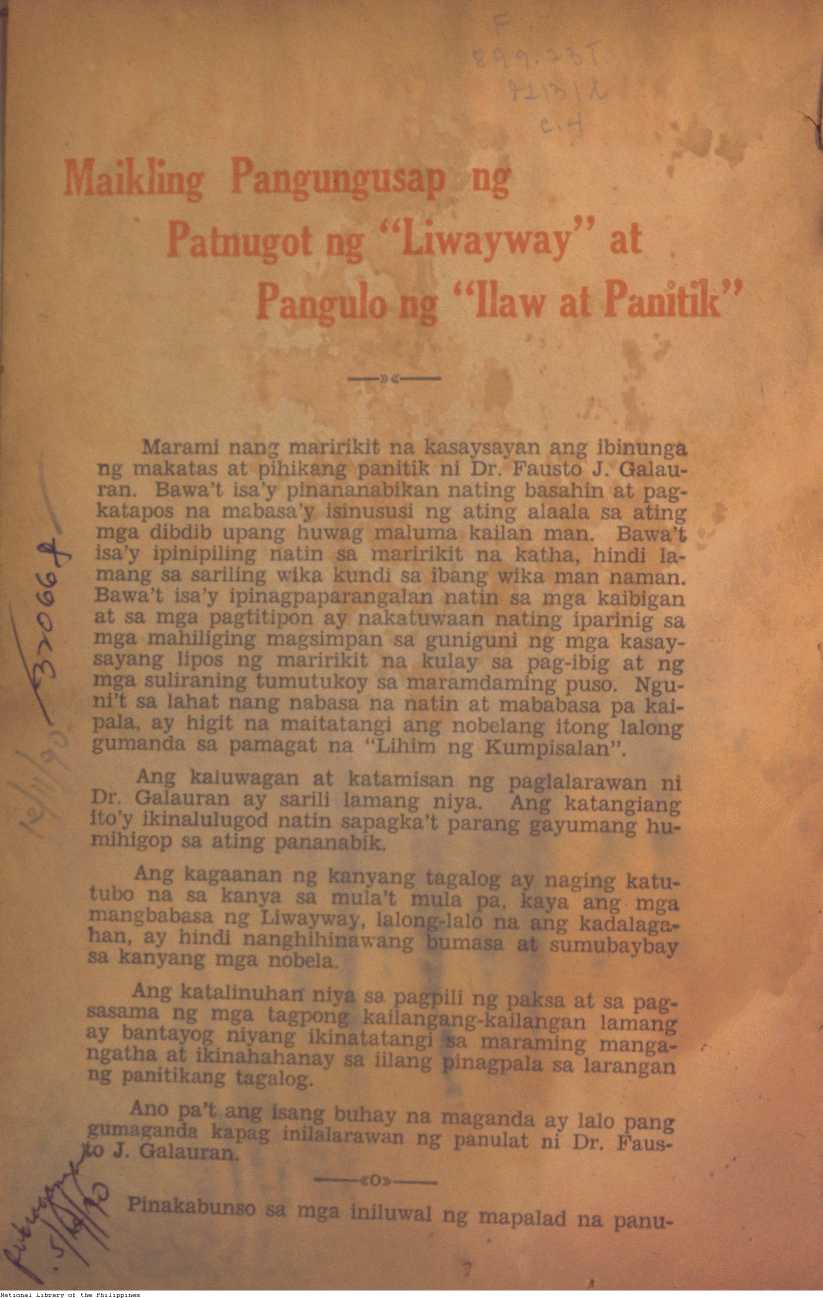 F
899.23T
c.4
Maikling Pangungusap ng
Patnugot ng “Liwayway” at
Pangulo ng “Ilaw at Panitik”
Marami nang maririkit na kasaysayan ang ibinunga
ng makatas at pihikang panitik ni Dr. Fausto J. Galau-
ran. Bawa't isa'y pinananabikan nating basahin at pag-
katapos na mabasa'y isinususi ng ating alaala sa ating
mga dibdib upang huwag maluma kailan man. Bawa't
isa'y ipinipiling natin sa maririkit na katha, hindi la-
mang sa sariling wika kundi sa ibang wika man naman.
Bawa't isa'y ipinagpaparangalan natin sa mga kaibigan
at sa mga pagtitipon ay nakatuwaan nating iparinig sa
mga mahiliging magsimpan sa guniguni ng mga kasay-
sayang lipos ng maririkit na kulay sa pag-ibig at ng
mga suliraning tumutukoy sa maramdaming puso. Ngu-
ni't sa lahat nang nabasa na natin at mababasa pa kai-
pala, ay higit na maitatangi ang nobelang itong lalong
gumanda sa pamagat na “Lihim ng Kumpisalan”.
Ang kaluwagan at katamisan ng paglalarawan ni
Dr. Galauran ay sarili lamang niya. Ang katangiang
ito'y ikinalulugod natin sapagka't parang gayumang hu-
mihigop sa ating pananabik.
Ang kagaanan ng kanyang tagalog ay naging katu-
tubo na sa kanya sa mula't mula pa, kaya ang mga
mangbabasa ng Liwayway, lalong-lalo na ang kadalaga-
han, ay hindi nanghihinawang bumasa at sumubaybay
sa kanyang mga nobela.
Ang katalinuhan niya sa pagpili ng paksa at sa pag-
sasama ng mga tagpong kailangang-kailangan lamang
ay bantayog niyang ikinatatangi sa maraming manga-
ngatha at ikinahahanay sa iilang pinagpala sa larangan
ng panitikang tagalog.
Ano pa't ang isang buhay na maganda ay lalo pang
gumaganda kapag inilalarawan ng panulat ni Dr. Faus-
to J. Galauran.
«O»
Pinakabunso sa mga iniluwal ng mapalad na panu-
32066
National Library of the Philippines